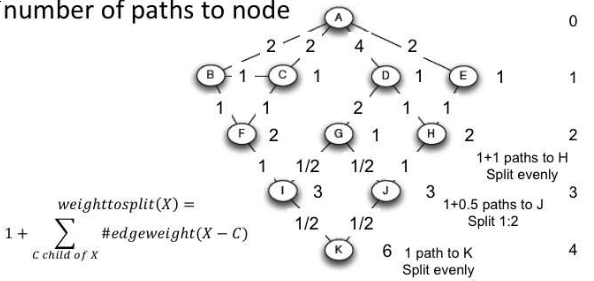 number of paths to node
A
0
2 2 4 2
B 1 C 1 D 1 E 1 1
1 1 2 1 1
F 2 G 1 H 2 2
1 1/2 1/2 1
1+1 paths to H
Split evenly
I 3 J 3 3
1+0.5 paths to J
Split 1:2
weighttosplit(X) =
1 + ∑ #edgeweight(X − C)
C child of X
1/2 1/2
K 6 4
1 path to K
Split evenly